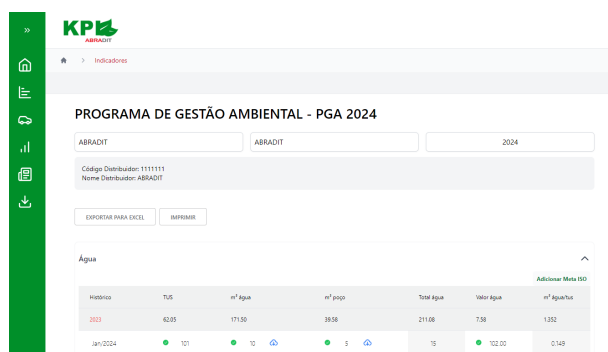 »
KPI
ABRADIT
> Indicadores
PROGRAMA DE GESTÃO AMBIENTAL - PGA 2024
ABRADIT ABRADIT 2024
Código Distribuidor: 1111111
Nome Distribuidor: ABRADIT
EXPORTAR PARA EXCEL IMPRIMIR
Água
Adicionar Meta ISO
Histórico TUS m³ água m³ poço Total água Valor água m³ água/tus
2023 62.05 171.50 39.58 211.08 7.58 1.352
Jan/2024 101 10 5 15 102.00 0.149